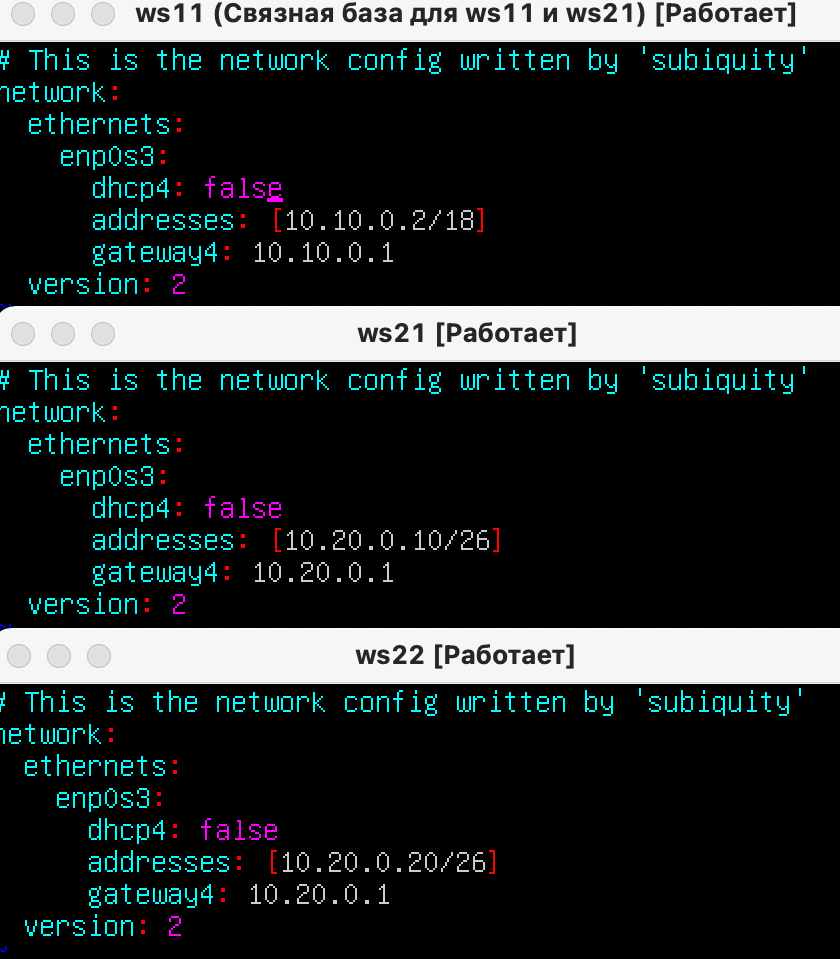 ws11 (Связная база для ws11 и ws21) [Работает]
# This is the network config written by 'subiquity'
network:
  ethernets:
    enp0s3:
      dhcp4: false
      addresses: [10.10.0.2/18]
      gateway4: 10.10.0.1
  version: 2
ws21 [Работает]
# This is the network config written by 'subiquity'
network:
  ethernets:
    enp0s3:
      dhcp4: false
      addresses: [10.20.0.10/26]
      gateway4: 10.20.0.1
  version: 2
ws22 [Работает]
# This is the network config written by 'subiquity'
network:
  ethernets:
    enp0s3:
      dhcp4: false
      addresses: [10.20.0.20/26]
      gateway4: 10.20.0.1
  version: 2